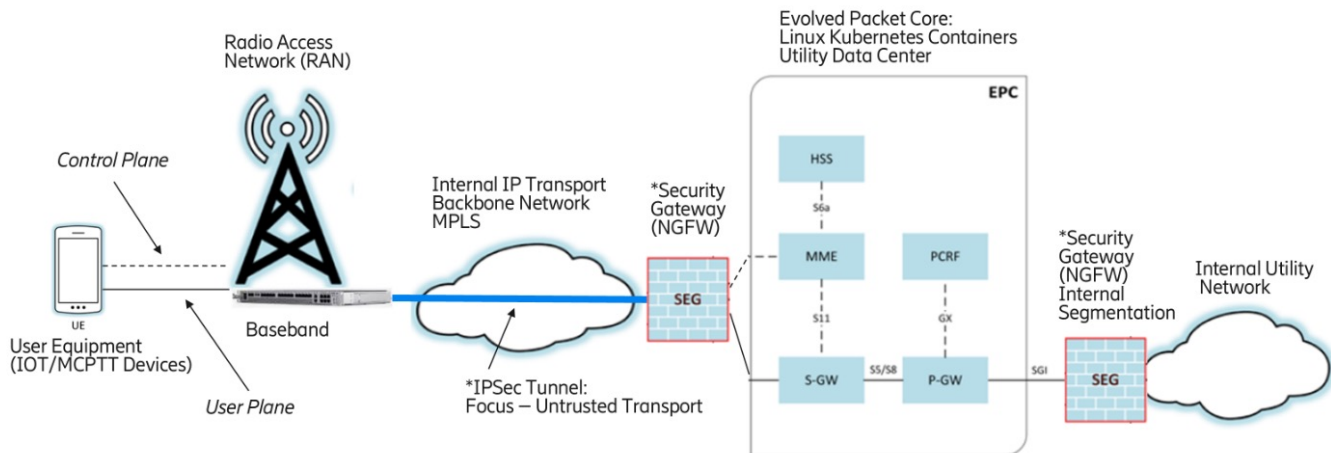 Evolved Packet Core:
Linux Kubernetes Containers
Utility Data Center
Radio Access
Network (RAN)
EPC
Control Plane
HSS
Internal IP Transport
Backbone Network
MPLS
*Security
Gateway
(NGFW)
S6a
MME
PCRF
*Security
Gateway
(NGFW)
Internal
Segmentation
Internal Utility
Network
SEG
S11
GX
UE
Baseband
User Equipment
(IOT/MCPTT Devices)
User Plane
*IPSec Tunnel:
Focus – Untrusted Transport
S-GW
S5/S8
P-GW
SGI
SEG